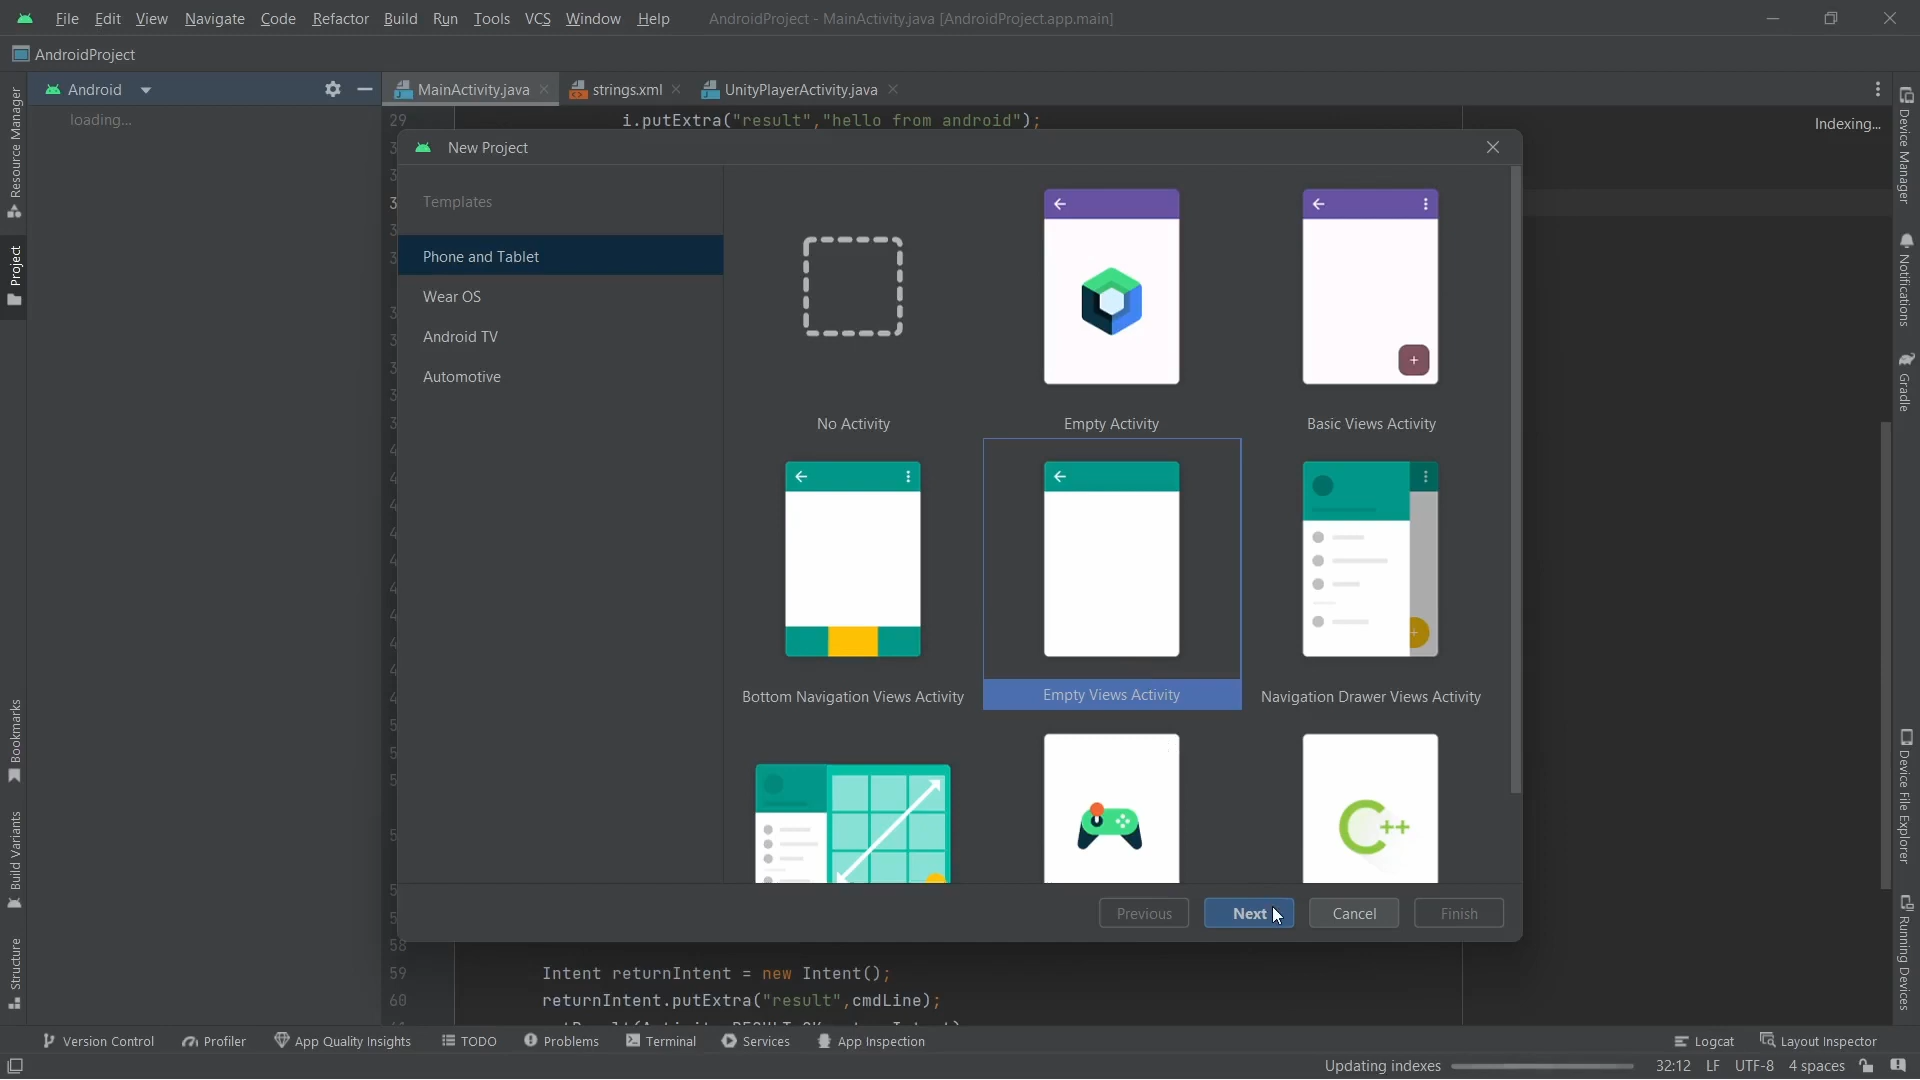 File Edit View Navigate Code Refactor Build Run Tools VCS Window Help AndroidProject - MainActivity.java [AndroidProject.app.main]
AndroidProject
Android
MainActivity.java strings.xml UnityPlayerActivity.java
loading...
29 i.putExtra("result","hello from android");
Indexing...
New Project
Templates
Phone and Tablet
Wear OS
Android TV
Automotive
No Activity Empty Activity Basic Views Activity
Bottom Navigation Views Activity Empty Views Activity Navigation Drawer Views Activity
C++
Previous Next Cancel Finish
58
59 Intent returnIntent = new Intent();
60 returnIntent.putExtra("result",cmdLine);
Resource Manager
Project
Bookmarks
Build Variants
Structure
Device Manager
Notifications
Gradle
Device File Explorer
Running Devices
Version Control Profiler App Quality Insights TODO Problems Terminal Services App Inspection Logcat Layout Inspector
Updating indexes 32:12 LF UTF-8 4 spaces